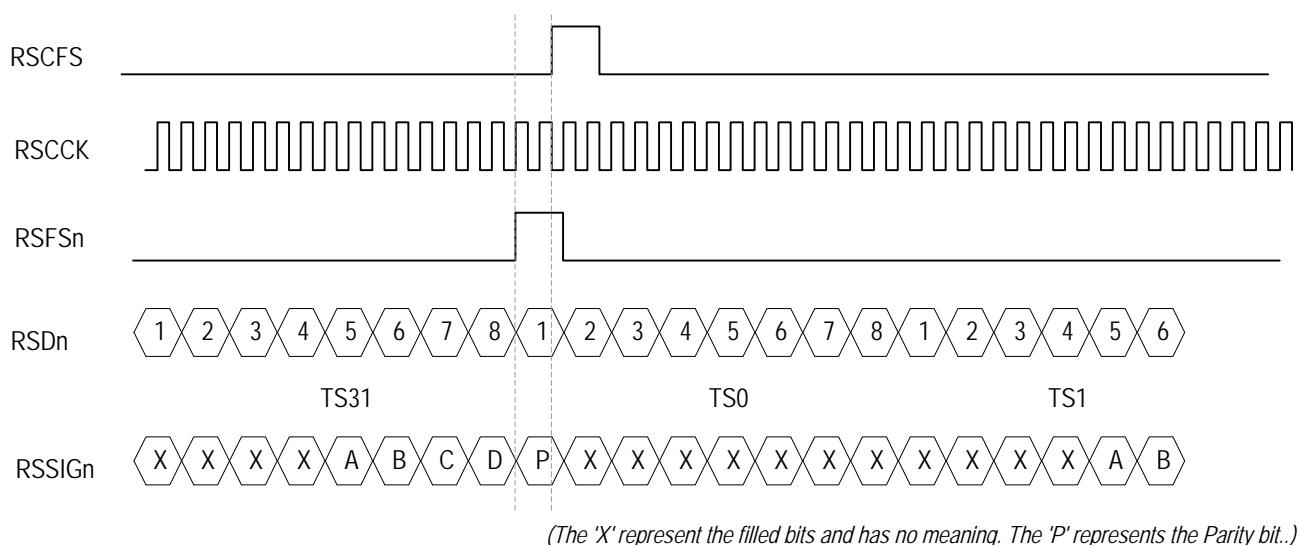 RSCFS
RSCCK
RSFSn
RSDn 1 2 3 4 5 6 7 8 1 2 3 4 5 6 7 8 1 2 3 4 5 6
TS31 TS0 TS1
RSSIGn X X X X A B C D P X X X X X X X X X X X A B
(The 'X' represent the filled bits and has no meaning. The 'P' represents the Parity bit..)